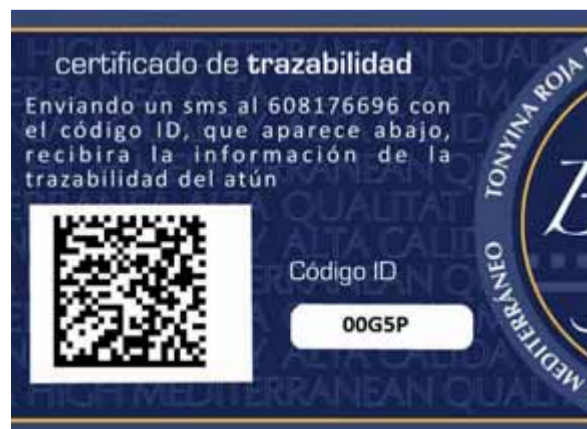 certificado de trazabilidad
Enviando un sms al 608176696 con
el código ID, que aparece abajo,
recibira la información de la
trazabilidad del atún
Código ID
00G5P
TONYINA ROJA
MEDITERRÁNEO